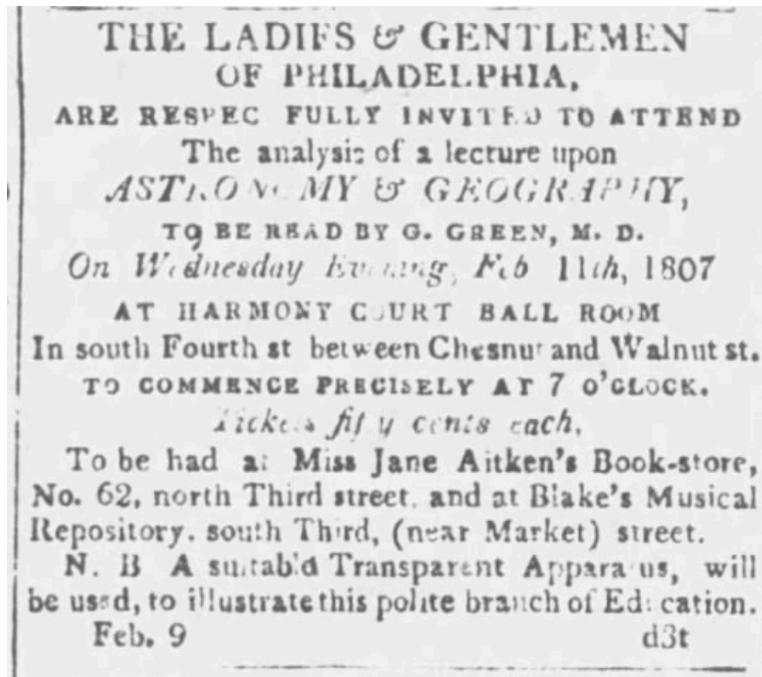 THE LADIES & GENTLEMEN
OF PHILADELPHIA,
ARE RESPEC FULLY INVITED TO ATTEND
The analysis of a lecture upon
ASTRONOMY & GEOGRAPHY,
TO BE READ BY G. GREEN, M. D.
On Wednesday Evening, Feb 11th, 1807
AT HARMONY COURT BALL ROOM
In south Fourth st between Chesnut and Walnut st.
TO COMMENCE PRECISELY AT 7 O'CLOCK.
Tickets fifty cents each,
To be had at Miss Jane Aitken's Book-store,
No. 62, north Third street, and at Blake's Musical
Repository, south Third, (near Market) street.
N. B A suitabld Transparent Apparatus, will
be used, to illustrate this polite branch of Education.
Feb. 9 d3t